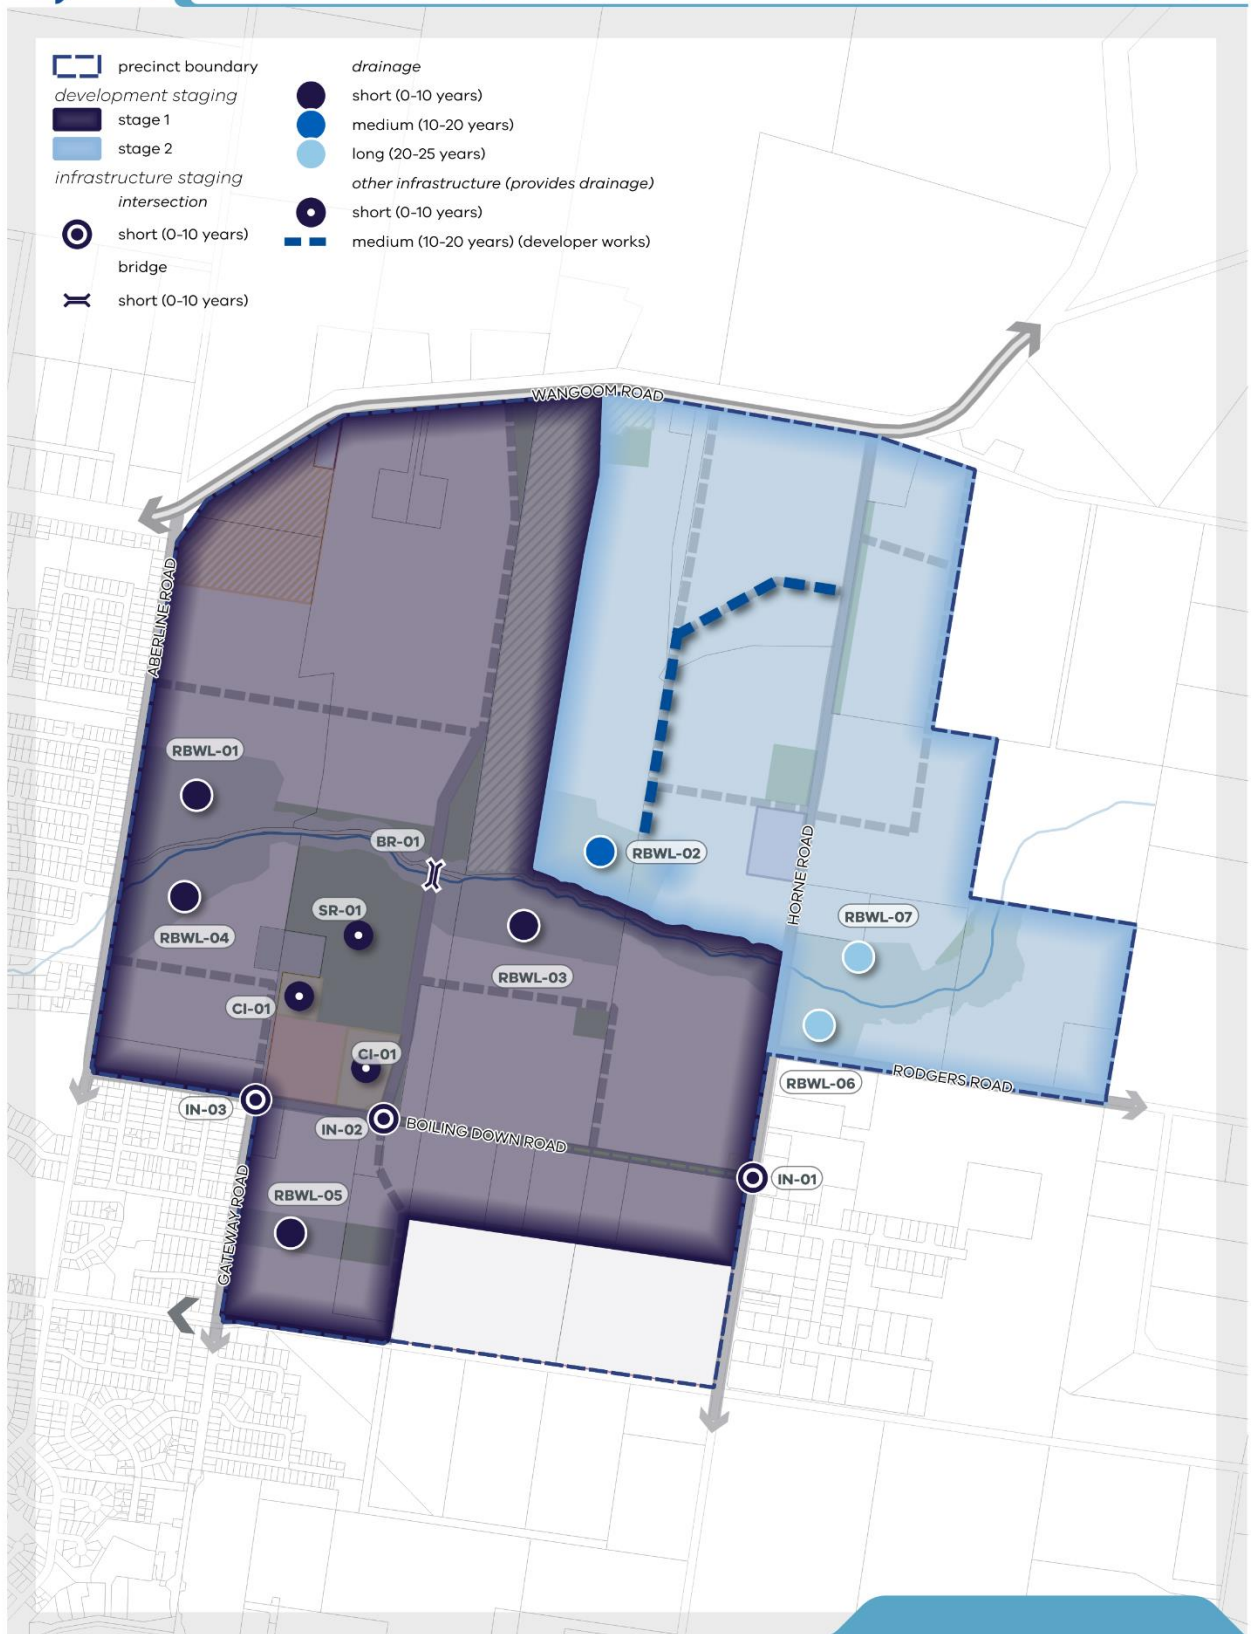 precinct boundary
development staging
stage 1
stage 2
infrastructure staging
intersection
short (0-10 years)
bridge
short (0-10 years)
drainage
short (0-10 years)
medium (10-20 years)
long (20-25 years)
other infrastructure (provides drainage)
short (0-10 years)
medium (10-20 years) (developer works)
WANGOOM ROAD
ABERLINE ROAD
RBWL-01
BR-01
RBWL-02
HORNE ROAD
SR-01
RBWL-04
RBWL-07
RBWL-03
CI-01
CI-01
RODGERS ROAD
RBWL-06
IN-03
IN-02
BOILING DOWN ROAD
IN-01
RBWL-05
GATEWAY ROAD